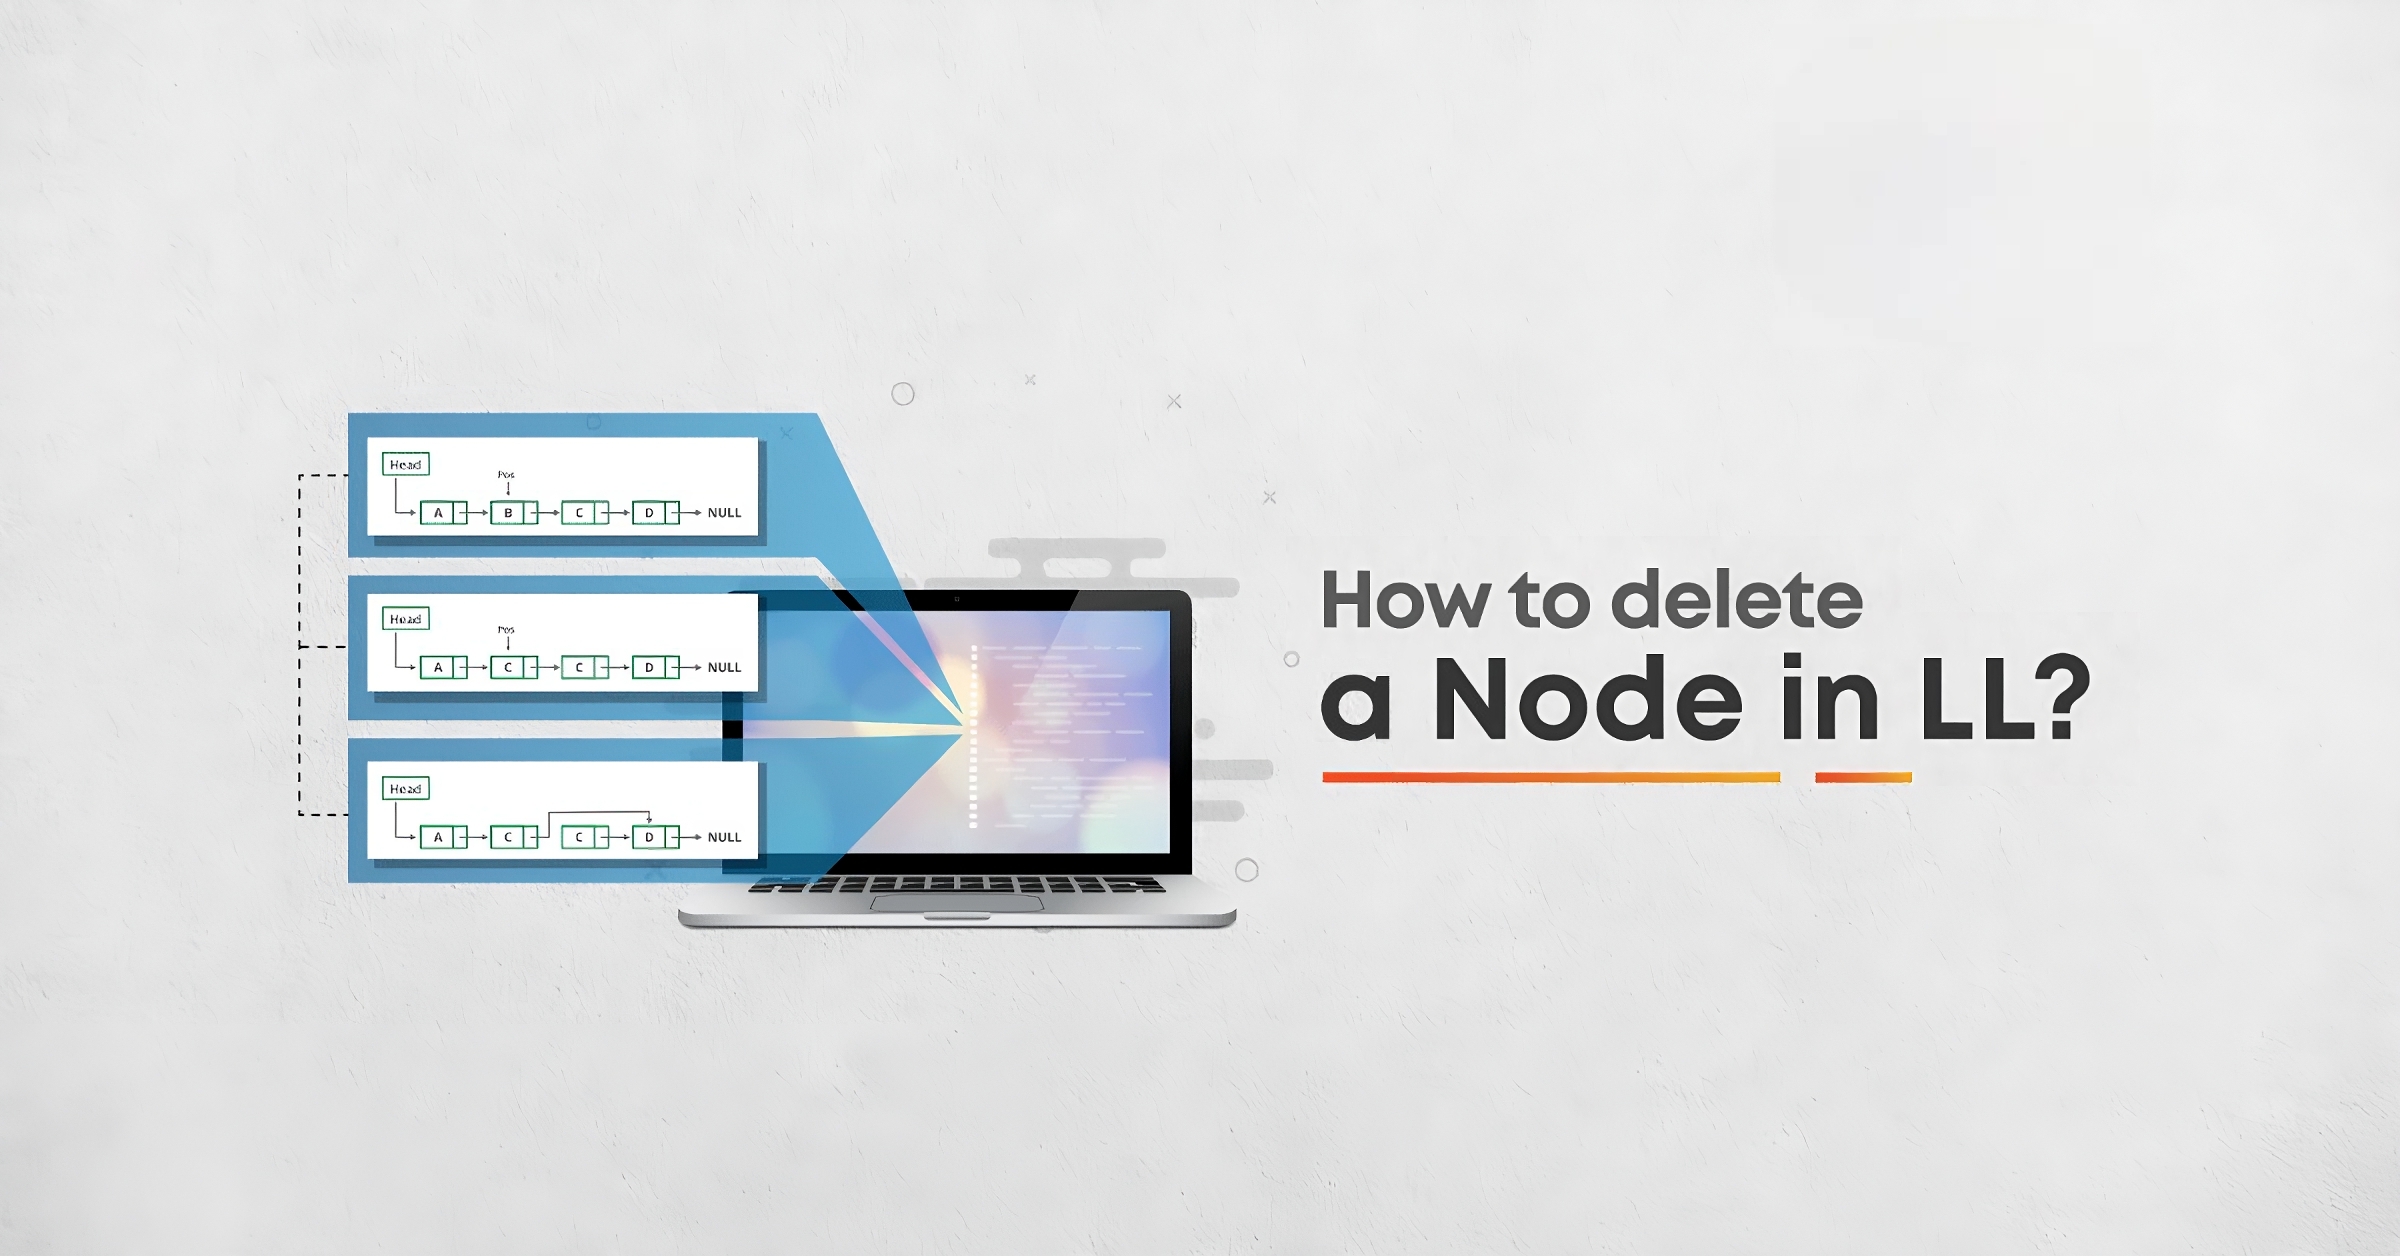 Head
Pos
A B C D NULL
Head
Pos
A C C D NULL
Head
A C C D NULL
How to delete
a Node in LL?